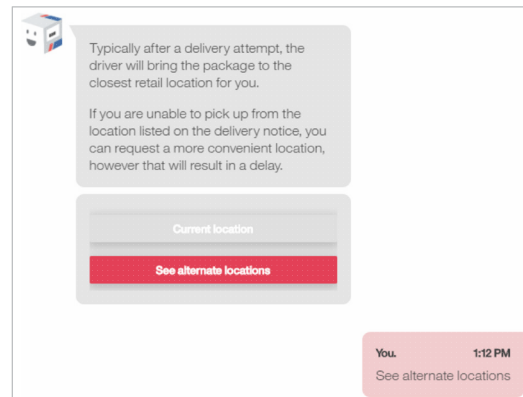 Typically after a delivery attempt, the
driver will bring the package to the
closest retail location for you.
If you are unable to pick up from the
location listed on the delivery notice, you
can request a more convenient location,
however that will result in a delay.
Current location
See alternate locations
You. 1:12 PM
See alternate locations